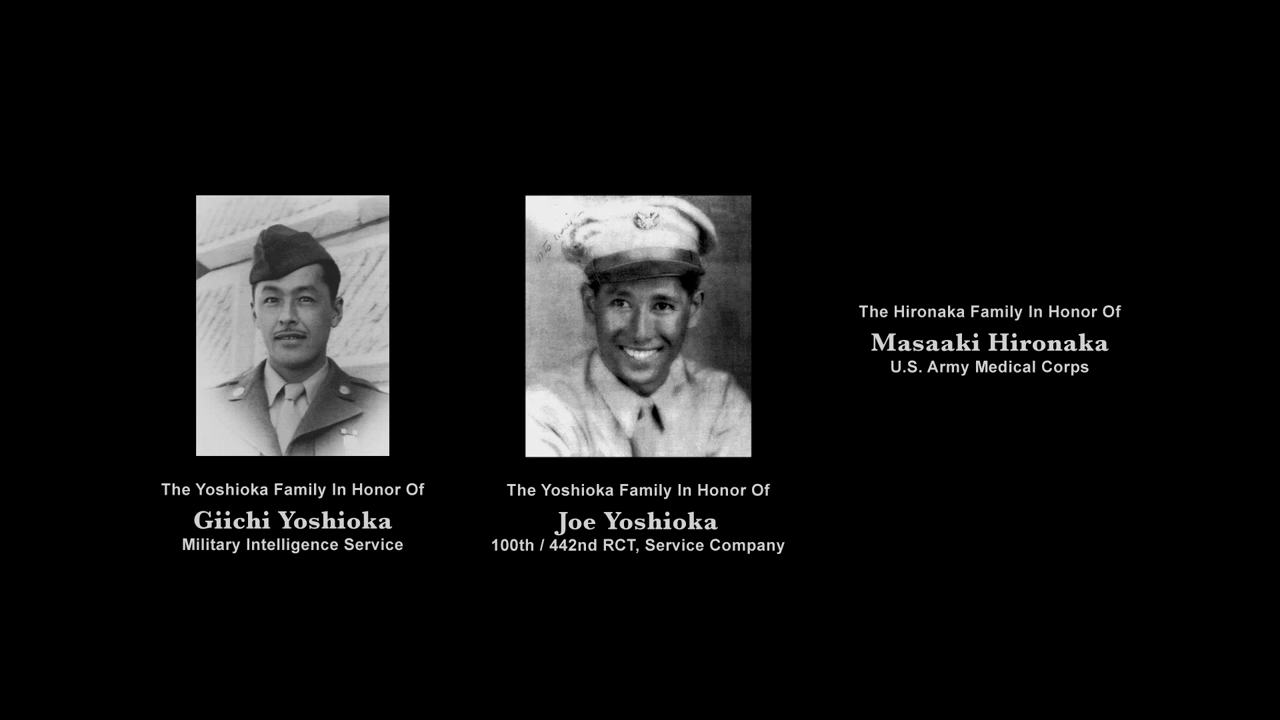 The Yoshioka Family In Honor Of
Giichi Yoshioka
Military Intelligence Service
The Yoshioka Family In Honor Of
Joe Yoshioka
100th / 442nd RCT, Service Company
The Hironaka Family In Honor Of
Masaaki Hironaka
U.S. Army Medical Corps